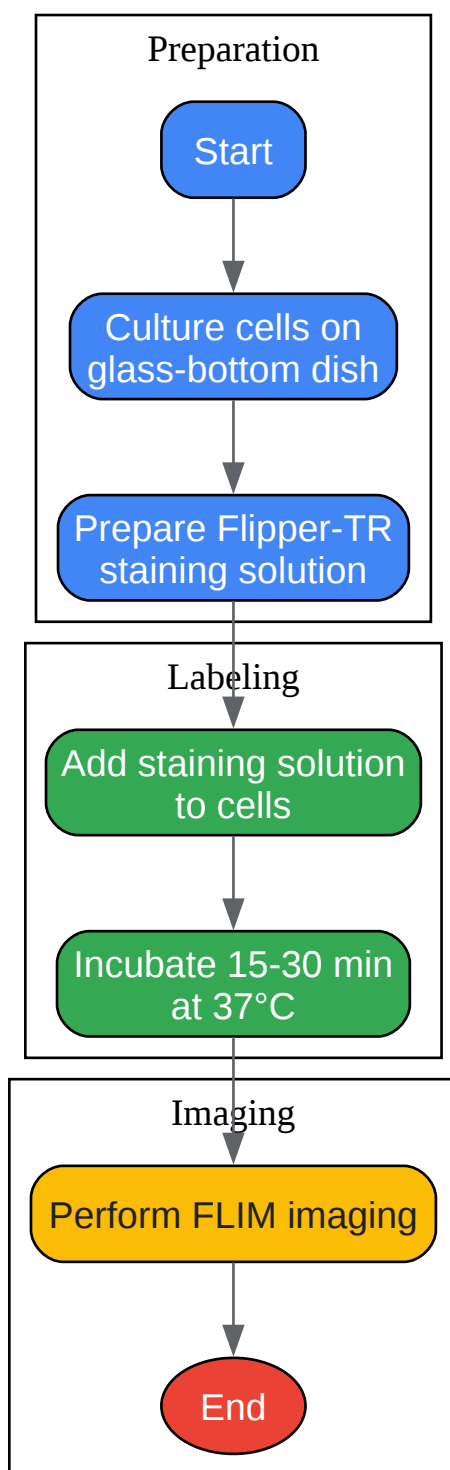 Preparation
Start
Culture cells on
glass-bottom dish
Prepare Flipper-TR
staining solution
Labeling
Add staining solution
to cells
Incubate 15-30 min
at 37°C
Imaging
Perform FLIM imaging
End